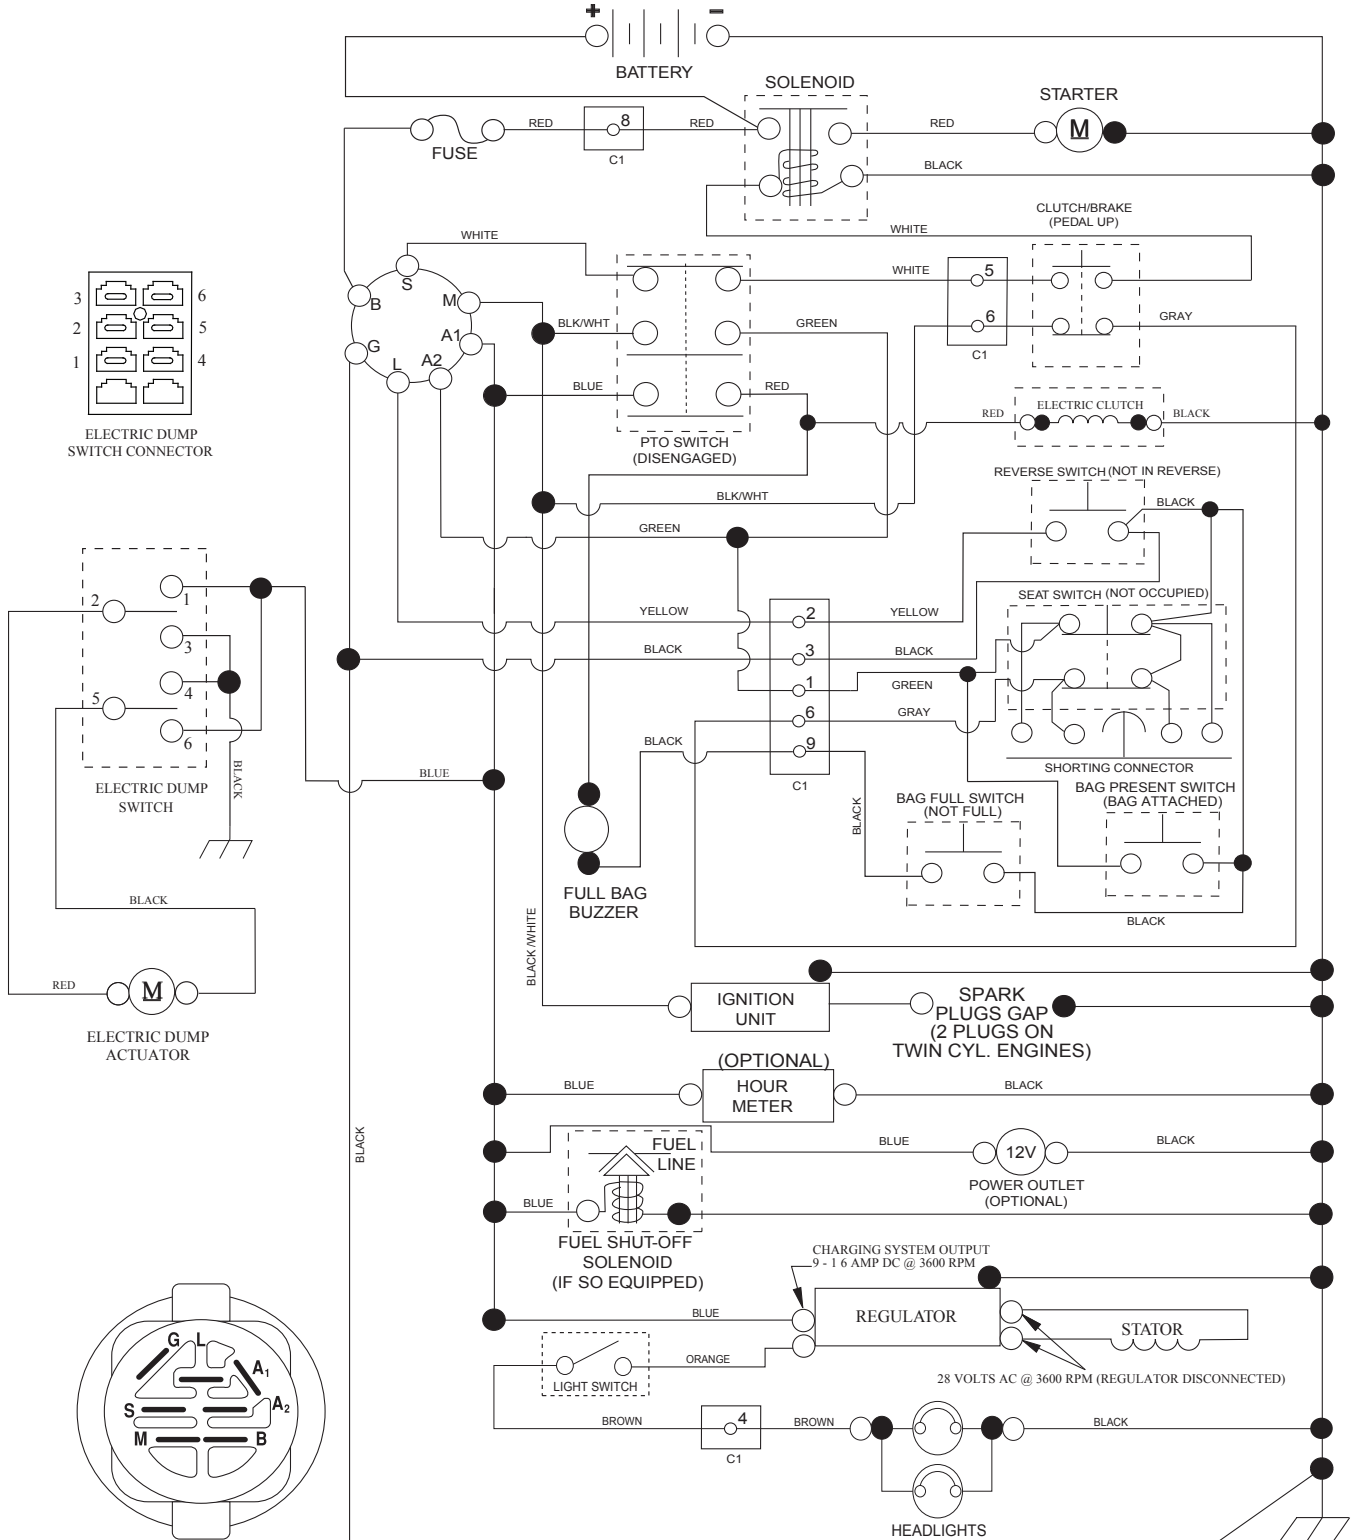 + -
BATTERY
SOLENOID
STARTER
M
FUSE
RED
8
C1
RED
RED
BLACK
CLUTCH/BRAKE
(PEDAL UP)
WHITE
WHITE
WHITE
5
6
C1
GRAY
B
S
M
A1
A2
L
G
BLK/WHT
GREEN
BLUE
RED
PTO SWITCH
(DISENGAGED)
3 6
2 5
1 4
ELECTRIC DUMP
SWITCH CONNECTOR
RED
ELECTRIC CLUTCH
BLACK
REVERSE SWITCH (NOT IN REVERSE)
BLACK
BLK/WHT
GREEN
SEAT SWITCH (NOT OCCUPIED)
YELLOW
2
YELLOW
BLACK
3
BLACK
1
GREEN
6
GRAY
BLACK
9
C1
SHORTING CONNECTOR
2
1
3
4
5
6
BLACK
ELECTRIC DUMP
SWITCH
BLUE
BAG PRESENT SWITCH
(BAG ATTACHED)
BAG FULL SWITCH
(NOT FULL)
BLACK
BLACK
FULL BAG
BUZZER
BLACK
RED
M
ELECTRIC DUMP
ACTUATOR
BLACK /WHITE
IGNITION
UNIT
SPARK
PLUGS GAP
(2 PLUGS ON
TWIN CYL. ENGINES)
(OPTIONAL)
BLUE
HOUR
METER
BLACK
BLACK
FUEL
LINE
BLUE
12V
BLACK
POWER OUTLET
(OPTIONAL)
BLUE
FUEL SHUT-OFF
SOLENOID
(IF SO EQUIPPED)
CHARGING SYSTEM OUTPUT
9 - 1 6 AMP DC @ 3600 RPM
BLUE
REGULATOR
STATOR
ORANGE
LIGHT SWITCH
28 VOLTS AC @ 3600 RPM (REGULATOR DISCONNECTED)
BROWN
4
C1
BROWN
BLACK
HEADLIGHTS
G L
A1
A2
S
M
B